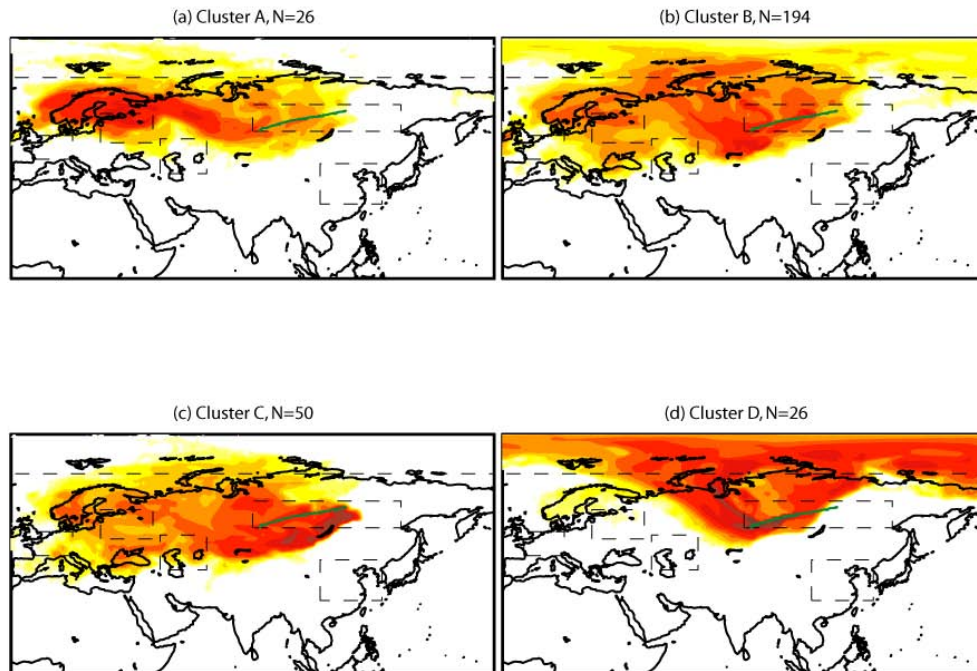 (a) Cluster A, N=26
(b) Cluster B, N=194
(c) Cluster C, N=50
(d) Cluster D, N=26